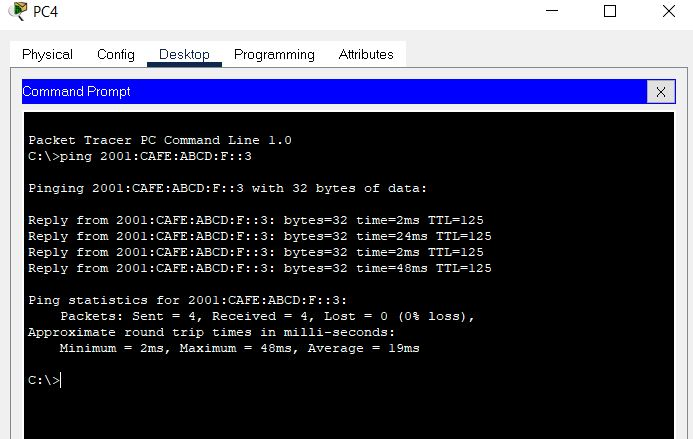 PC4
Physical Config Desktop Programming Attributes
Command Prompt
X
Packet Tracer PC Command Line 1.0
C:\>ping 2001:CAFE:ABCD:F::3
Pinging 2001:CAFE:ABCD:F::3 with 32 bytes of data:
Reply from 2001:CAFE:ABCD:F::3: bytes=32 time=2ms TTL=125
Reply from 2001:CAFE:ABCD:F::3: bytes=32 time=24ms TTL=125
Reply from 2001:CAFE:ABCD:F::3: bytes=32 time=2ms TTL=125
Reply from 2001:CAFE:ABCD:F::3: bytes=32 time=48ms TTL=125
Ping statistics for 2001:CAFE:ABCD:F::3:
Packets: Sent = 4, Received = 4, Lost = 0 (0% loss),
Approximate round trip times in milli-seconds:
Minimum = 2ms, Maximum = 48ms, Average = 19ms
C:\>